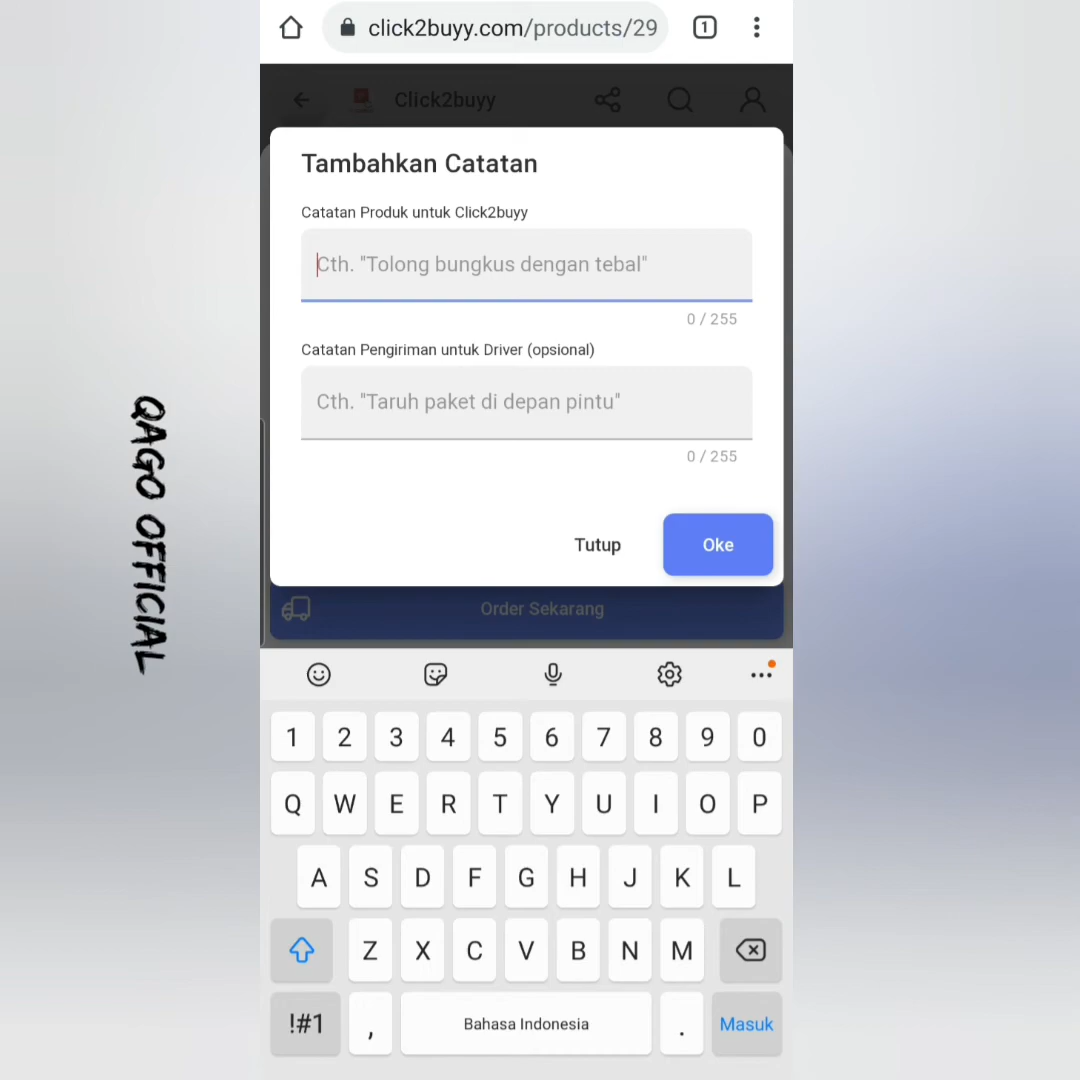 click2buyy.com/products/29
1
Click2buyy
Tambahkan Catatan
Catatan Produk untuk Click2buyy
Cth. "Tolong bungkus dengan tebal"
0 / 255
Catatan Pengiriman untuk Driver (opsional)
Cth. "Taruh paket di depan pintu"
0 / 255
Tutup
Oke
Order Sekarang
QAGO OFFICIAL
1 2 3 4 5 6 7 8 9 0
Q W E R T Y U I O P
A S D F G H J K L
Z X C V B N M
!#1 , Bahasa Indonesia . Masuk